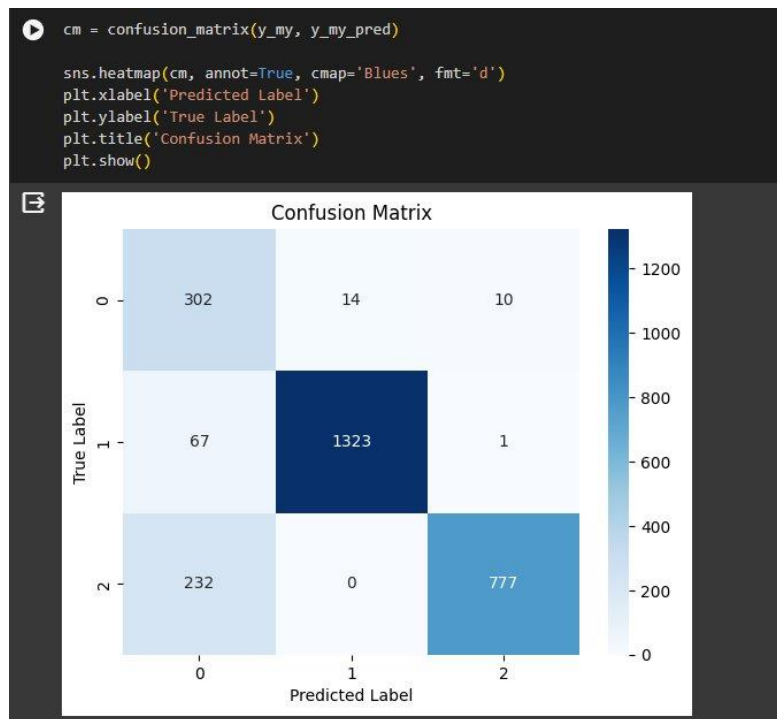 cm = confusion_matrix(y_my, y_my_pred)
sns.heatmap(cm, annot=True, cmap='Blues', fmt='d')
plt.xlabel('Predicted Label')
plt.ylabel('True Label')
plt.title('Confusion Matrix')
plt.show()
Confusion Matrix
0 302 14 10
1 67 1323 1
2 232 0 777
0 1 2
True Label
Predicted Label
1200
1000
800
600
400
200
0